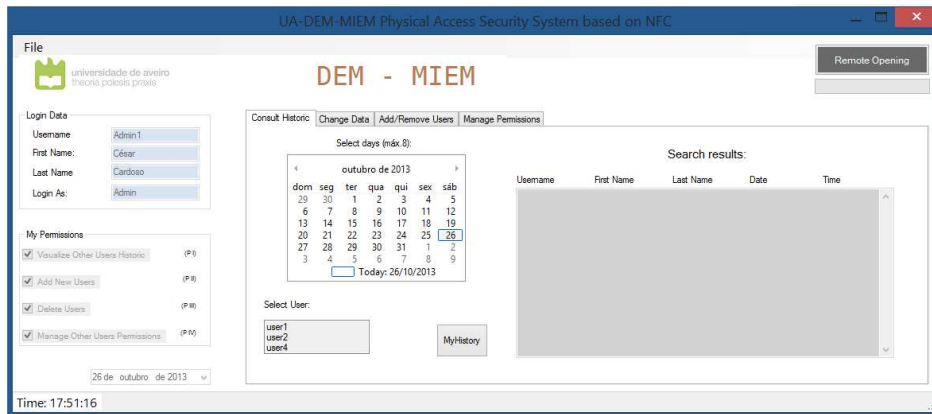 UA-DEM-MIEM Physical Access Security System based on NFC
File
universidade de aveiro
theoria poiesis praxis
DEM - MIEM
Remote Opening
Login Data
Username Admin1
First Name: César
Last Name Cardoso
Login As: Admin
My Permissions
Visualize Other Users Historic (P I)
Add New Users (P II)
Delete Users (P III)
Manage Other Users Permissions (P IV)
26 de outubro de 2013
Consult Historic Change Data Add/Remove Users Manage Permissions
Select days (máx.8):
outubro de 2013
dom seg ter qua qui sex sáb
29 30 1 2 3 4 5
6 7 8 9 10 11 12
13 14 15 16 17 18 19
20 21 22 23 24 25 26
27 28 29 30 31 1 2
3 4 5 6 7 8 9
Today: 26/10/2013
Select User:
user1
user2
user4
MyHistory
Search results:
Username First Name Last Name Date Time
Time: 17:51:16